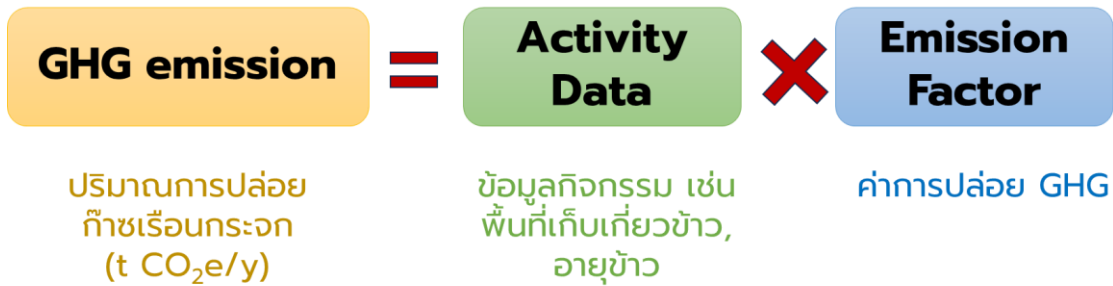 GHG emission = Activity Data × Emission Factor
ปริมาณการปล่อย
ก๊าซเรือนกระจก
(t CO₂e/y)
ข้อมูลกิจกรรม เช่น
พื้นที่เก็บเกี่ยวข้าว,
อายุข้าว
ค่าการปล่อย GHG